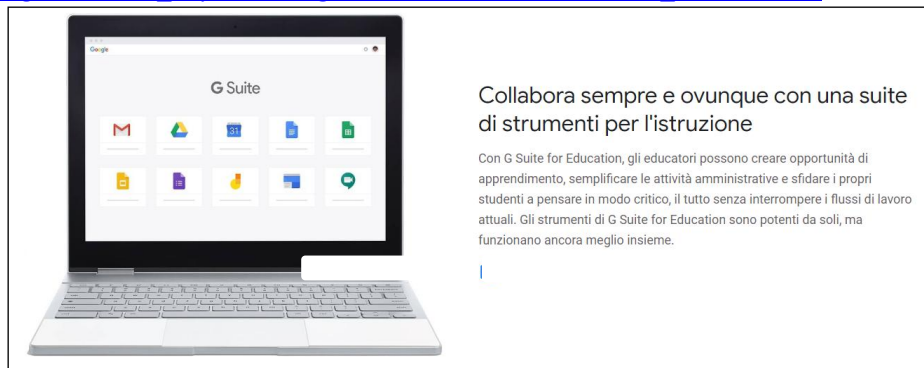 Google
G Suite
31
Collabora sempre e ovunque con una suite
di strumenti per l'istruzione
Con G Suite for Education, gli educatori possono creare opportunità di
apprendimento, semplificare le attività amministrative e sfidare i propri
studenti a pensare in modo critico, il tutto senza interrompere i flussi di lavoro
attuali. Gli strumenti di G Suite for Education sono potenti da soli, ma
funzionano ancora meglio insieme.